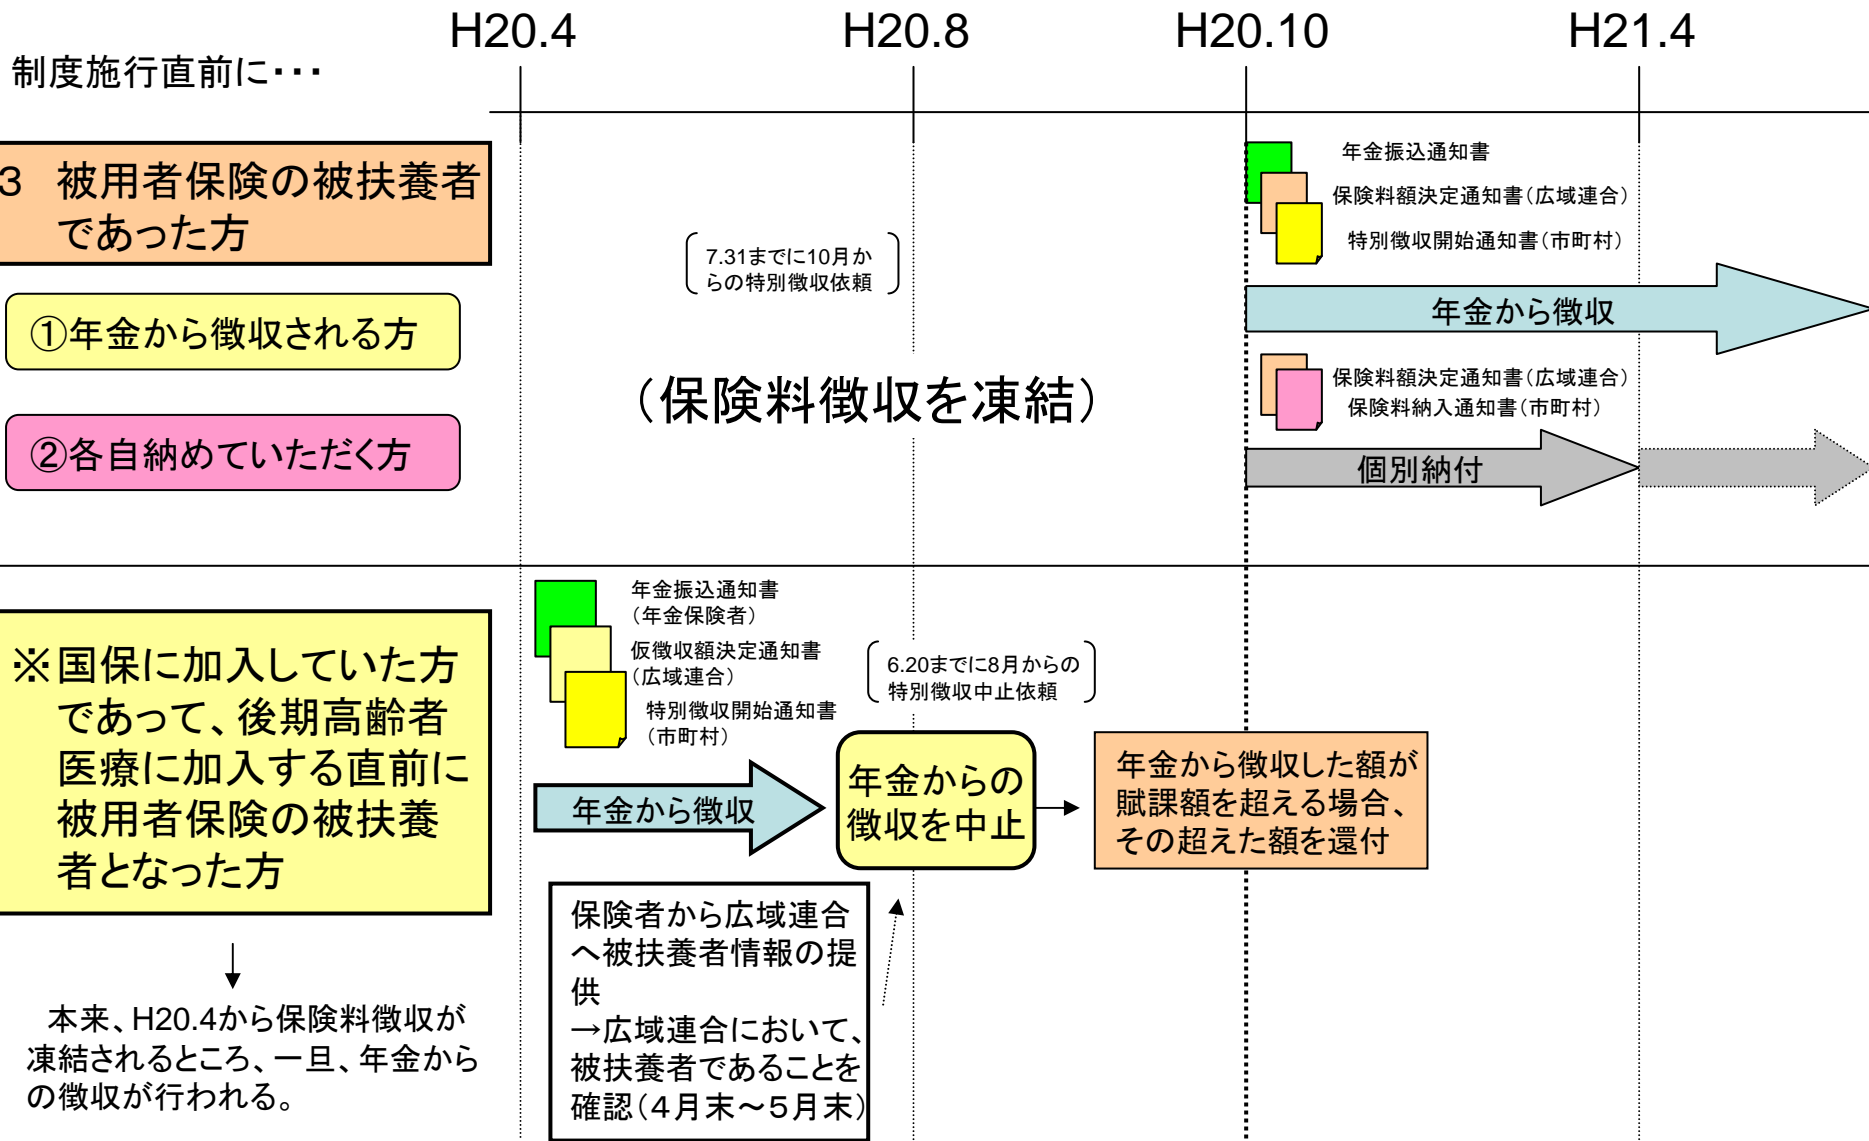 H20.4
H20.8
H20.10
H21.4
制度施行直前に・・・
3 被用者保険の被扶養者
であった方
①年金から徴収される方
②各自納めていただく方
7.31までに10月か
らの特別徴収依頼
（保険料徴収を凍結）
年金振込通知書
保険料額決定通知書（広域連合）
特別徴収開始通知書（市町村）
年金から徴収
保険料額決定通知書（広域連合）
保険料納入通知書（市町村）
個別納付
※国保に加入していた方
であって、後期高齢者
医療に加入する直前に
被用者保険の被扶養
者となった方
本来、H20.4から保険料徴収が
凍結されるところ、一旦、年金から
の徴収が行われる。
年金振込通知書
（年金保険者）
仮徴収額決定通知書
（広域連合）
特別徴収開始通知書
（市町村）
年金から徴収
6.20までに8月からの
特別徴収中止依頼
年金からの
徴収を中止
年金から徴収した額が
賦課額を超える場合、
その超えた額を還付
保険者から広域連合
へ被扶養者情報の提
供
→広域連合において、
被扶養者であることを
確認（４月末～５月末）